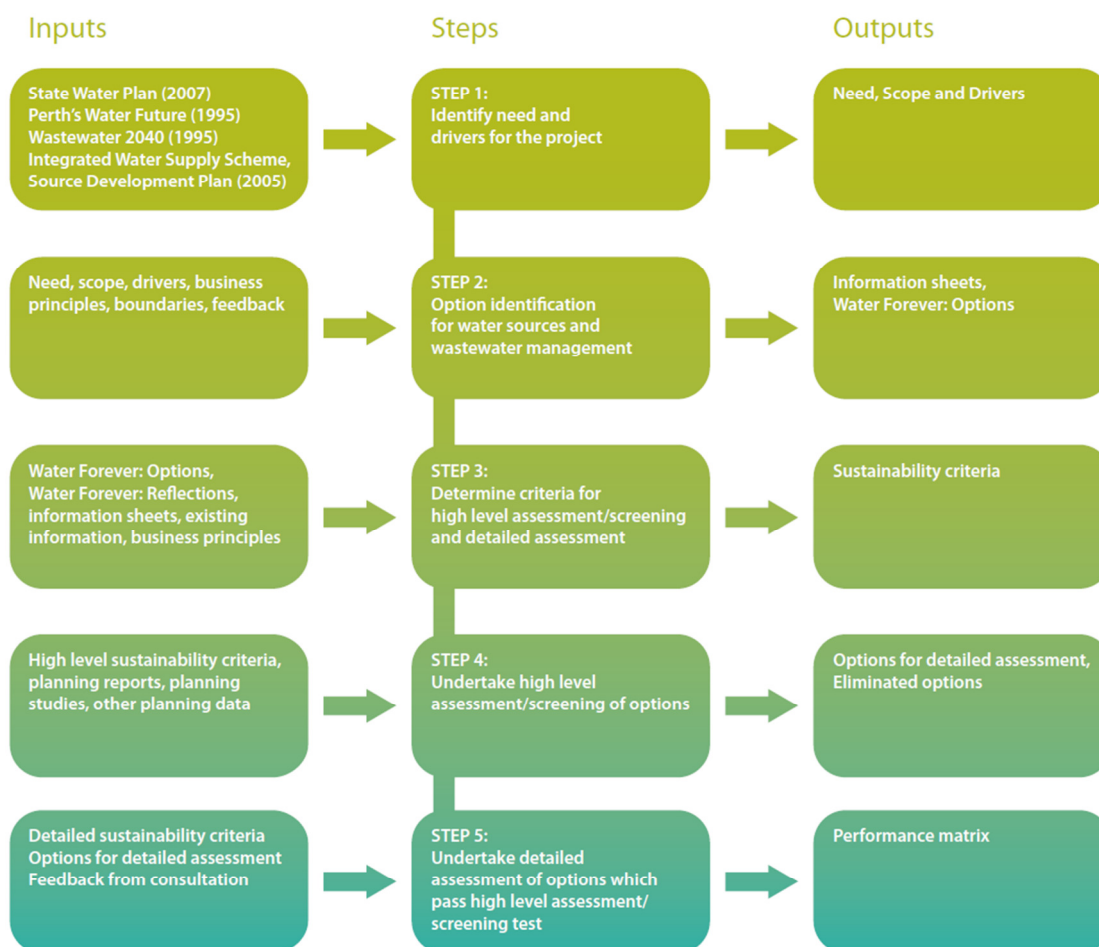 Inputs
Steps
Outputs
State Water Plan (2007)
Perth's Water Future (1995)
Wastewater 2040 (1995)
Integrated Water Supply Scheme,
Source Development Plan (2005)
STEP 1:
Identify need and
drivers for the project
Need, Scope and Drivers
Need, scope, drivers, business
principles, boundaries, feedback
STEP 2:
Option identification
for water sources and
wastewater management
Information sheets,
Water Forever: Options
Water Forever: Options,
Water Forever: Reflections,
information sheets, existing
information, business principles
STEP 3:
Determine criteria for
high level assessment/screening
and detailed assessment
Sustainability criteria
High level sustainability criteria,
planning reports, planning
studies, other planning data
STEP 4:
Undertake high level
assessment/screening of options
Options for detailed assessment,
Eliminated options
Detailed sustainability criteria
Options for detailed assessment
Feedback from consultation
STEP 5:
Undertake detailed
assessment of options which
pass high level assessment/
screening test
Performance matrix